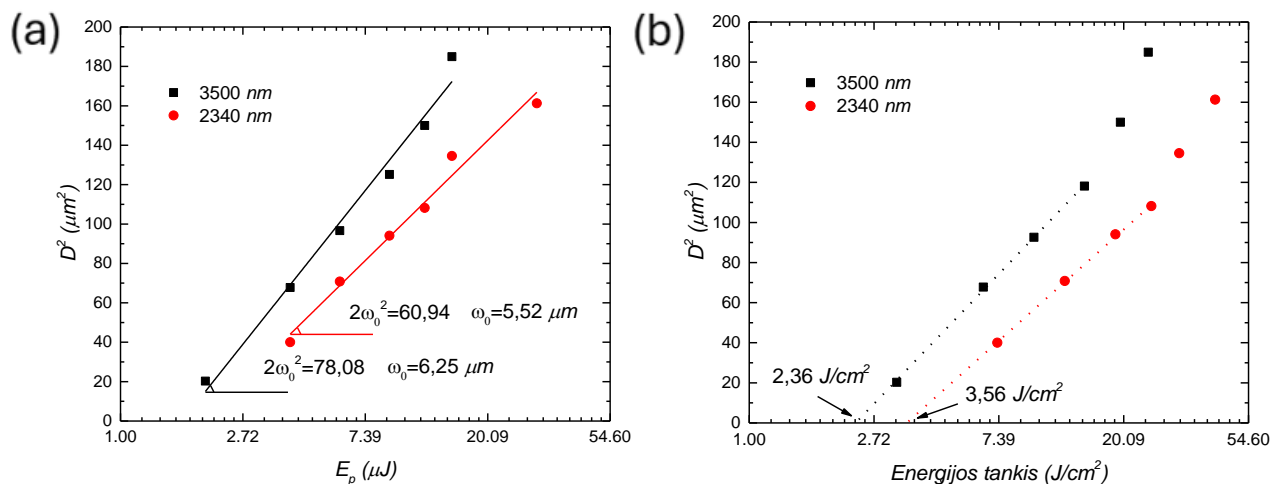 (a)
200
180
160
140
120
100
80
60
40
20
0
D² (μm²)
3500 nm
2340 nm
2ω₀²=60,94 ω₀=5,52 μm
2ω₀²=78,08 ω₀=6,25 μm
1.00 2.72 7.39 20.09 54.60
Eₚ (μJ)
(b)
200
180
160
140
120
100
80
60
40
20
0
D² (μm²)
3500 nm
2340 nm
2,36 J/cm²
3,56 J/cm²
1.00 2.72 7.39 20.09 54.60
Energijos tankis (J/cm²)